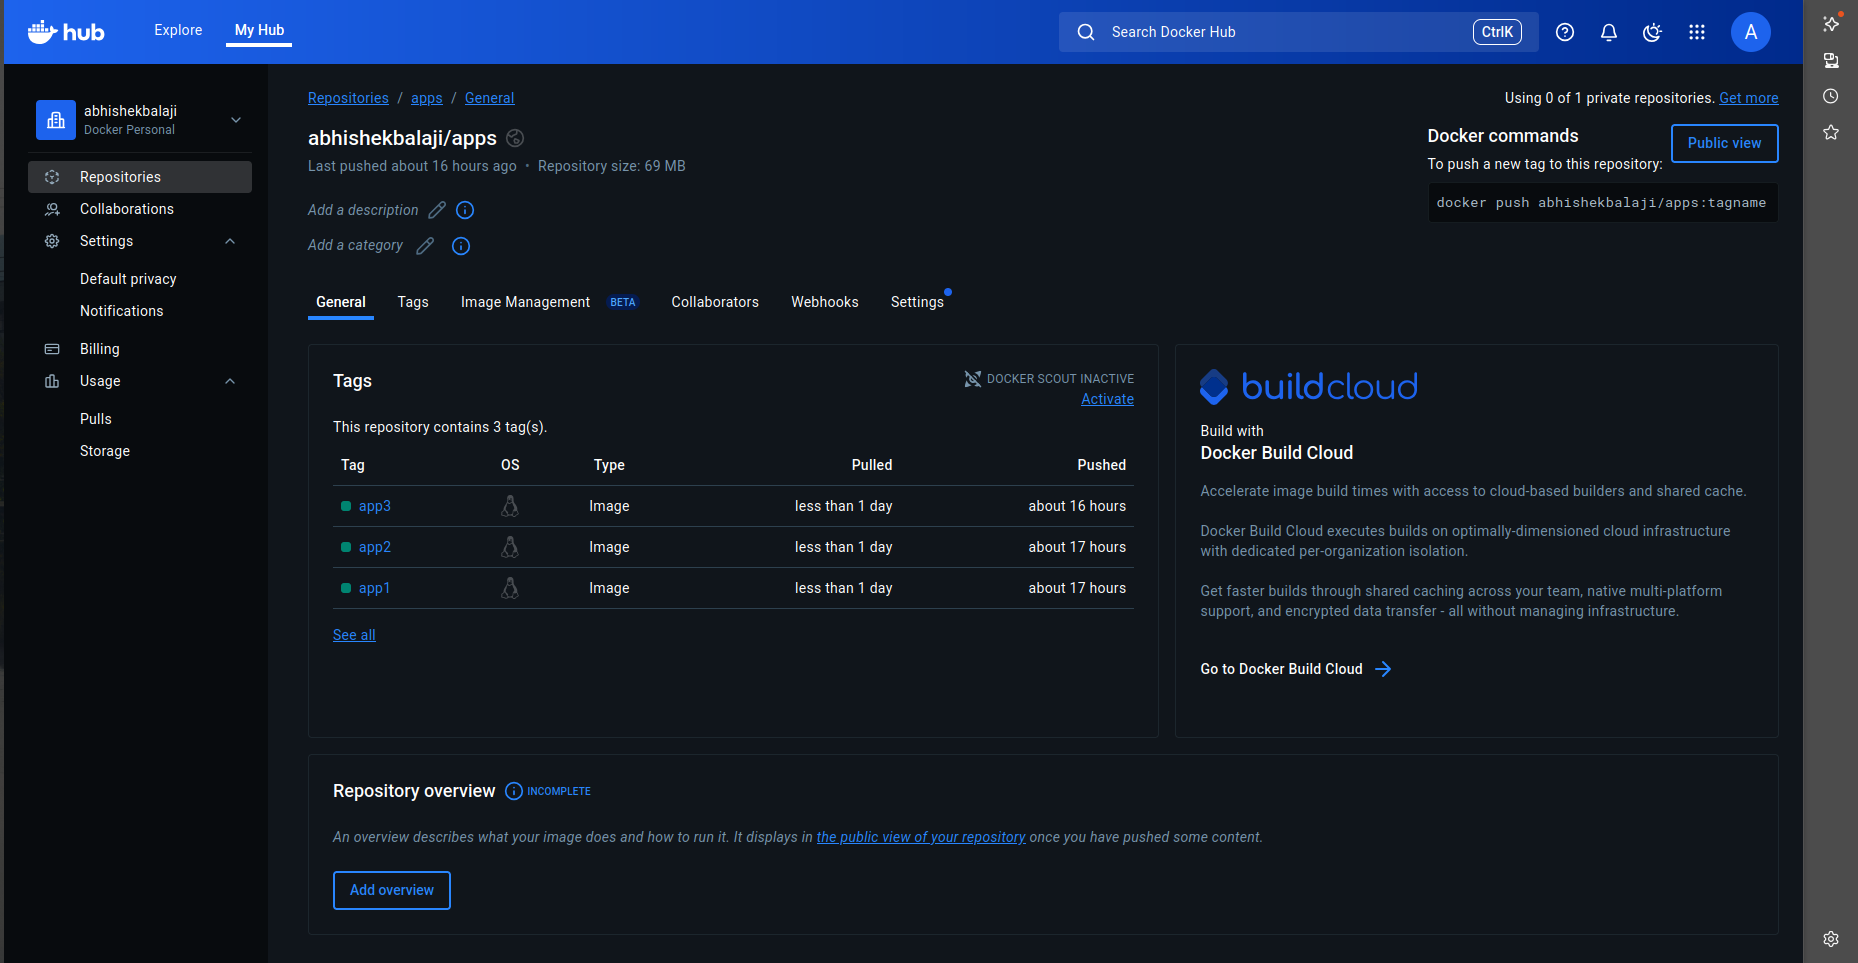 hub
Explore
My Hub
Search Docker Hub
CtrlK
A
abhishekbalaji
Docker Personal
Repositories
Collaborations
Settings
Default privacy
Notifications
Billing
Usage
Pulls
Storage
Repositories / apps / General
Using 0 of 1 private repositories. Get more
abhishekbalaji/apps
Last pushed about 16 hours ago • Repository size: 69 MB
Add a description
Add a category
Docker commands
Public view
To push a new tag to this repository:
docker push abhishekbalaji/apps:tagname
General
Tags
Image Management BETA
Collaborators
Webhooks
Settings
Tags
DOCKER SCOUT INACTIVE
Activate
This repository contains 3 tag(s).
Tag OS Type Pulled Pushed
app3 Image less than 1 day about 16 hours
app2 Image less than 1 day about 17 hours
app1 Image less than 1 day about 17 hours
See all
buildcloud
Build with
Docker Build Cloud
Accelerate image build times with access to cloud-based builders and shared cache.
Docker Build Cloud executes builds on optimally-dimensioned cloud infrastructure
with dedicated per-organization isolation.
Get faster builds through shared caching across your team, native multi-platform
support, and encrypted data transfer - all without managing infrastructure.
Go to Docker Build Cloud
Repository overview INCOMPLETE
An overview describes what your image does and how to run it. It displays in the public view of your repository once you have pushed some content.
Add overview